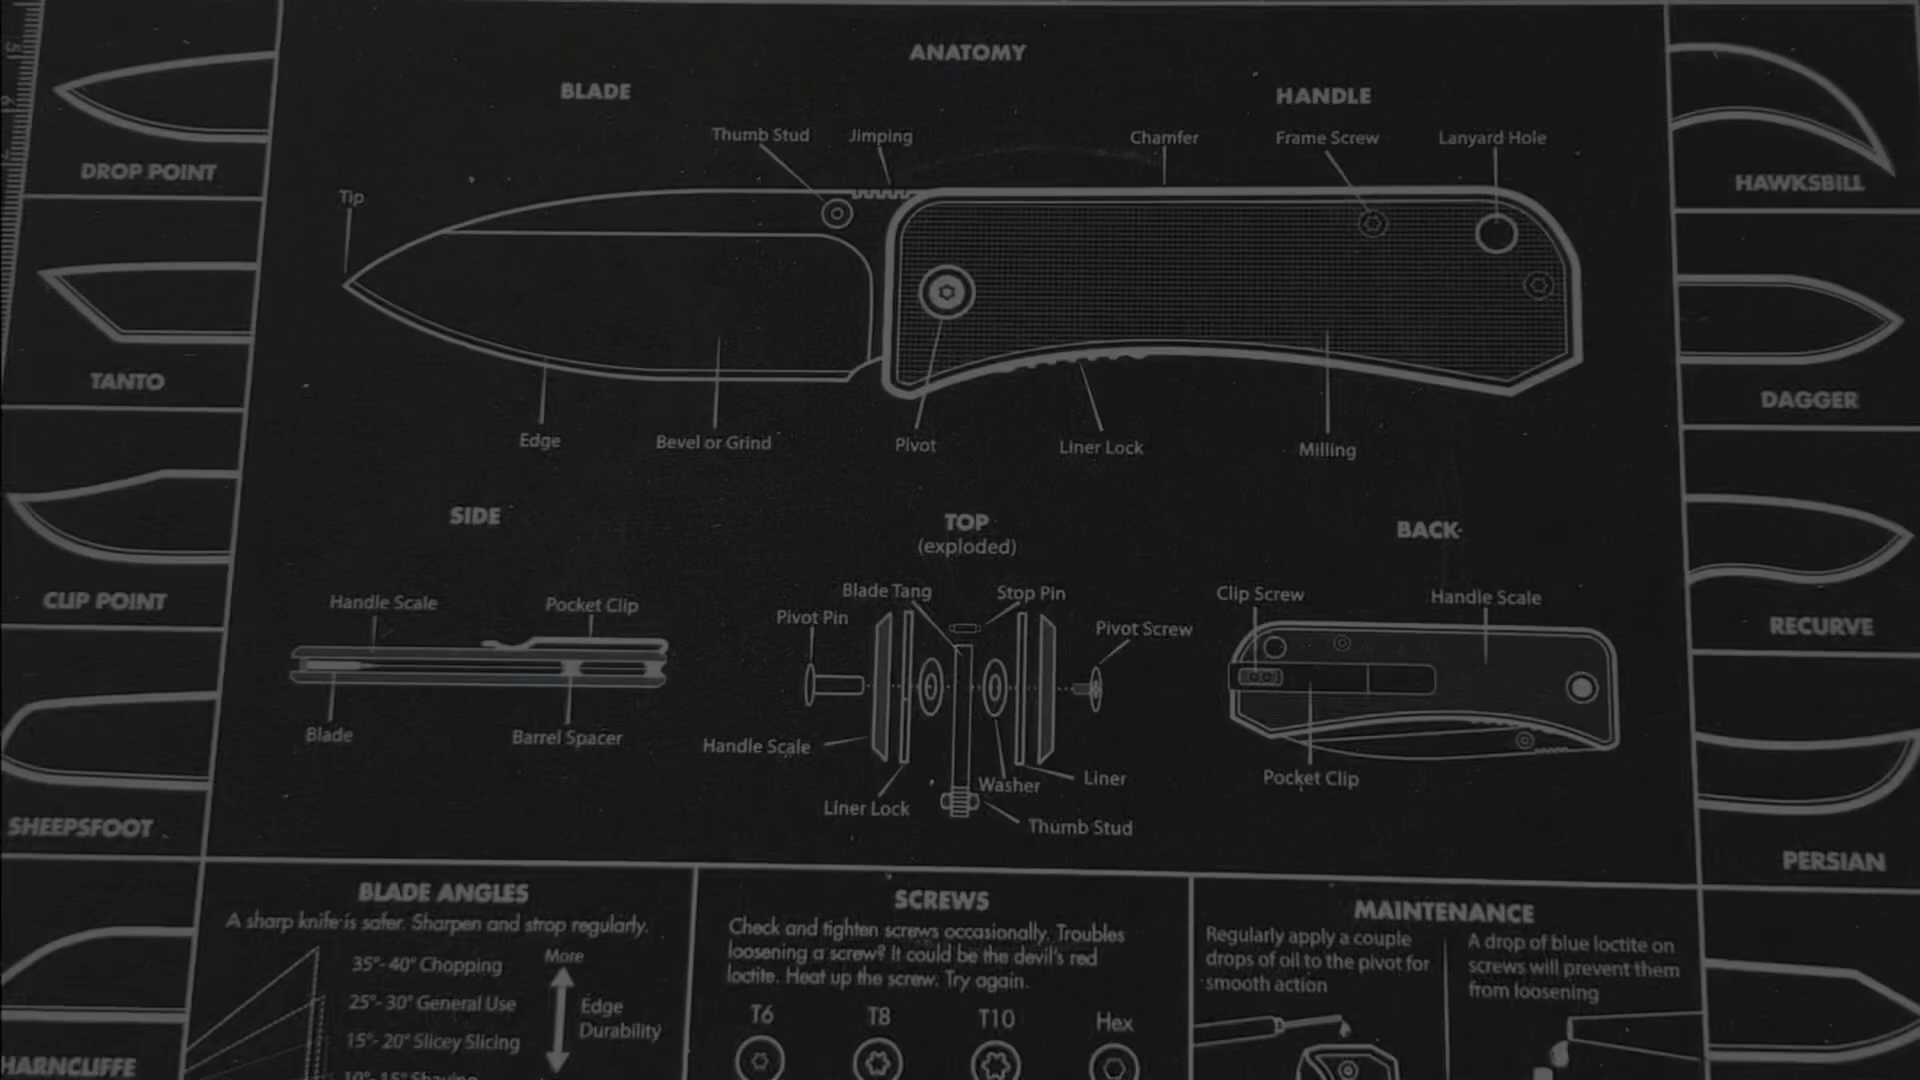 5
6
7
ANATOMY
BLADE
HANDLE
Thumb Stud
Jimping
Chamfer
Frame Screw
Lanyard Hole
Tip
Edge
Bevel or Grind
Pivot
Liner Lock
Milling
DROP POINT
TANTO
CLIP POINT
SHEEPSFOOT
HARNCLIFFE
HAWKSBILL
DAGGER
RECURVE
PERSIAN
SIDE
Handle Scale
Pocket Clip
Blade
Barrel Spacer
TOP
(exploded)
Blade Tang
Stop Pin
Pivot Pin
Pivot Screw
Handle Scale
Washer
Liner
Liner Lock
Thumb Stud
BACK
Clip Screw
Handle Scale
Pocket Clip
BLADE ANGLES
A sharp knife is safer. Sharpen and strop regularly.
35°- 40° Chopping
25°- 30° General Use
15°- 20° Slicey Slicing
10°- 15° Shaving
More
Edge
Durability
SCREWS
Check and tighten screws occasionally. Troubles
loosening a screw? It could be the devil's red
loctite. Heat up the screw. Try again.
T6 T8 T10 Hex
MAINTENANCE
Regularly apply a couple
drops of oil to the pivot for
smooth action
A drop of blue loctite on
screws will prevent them
from loosening